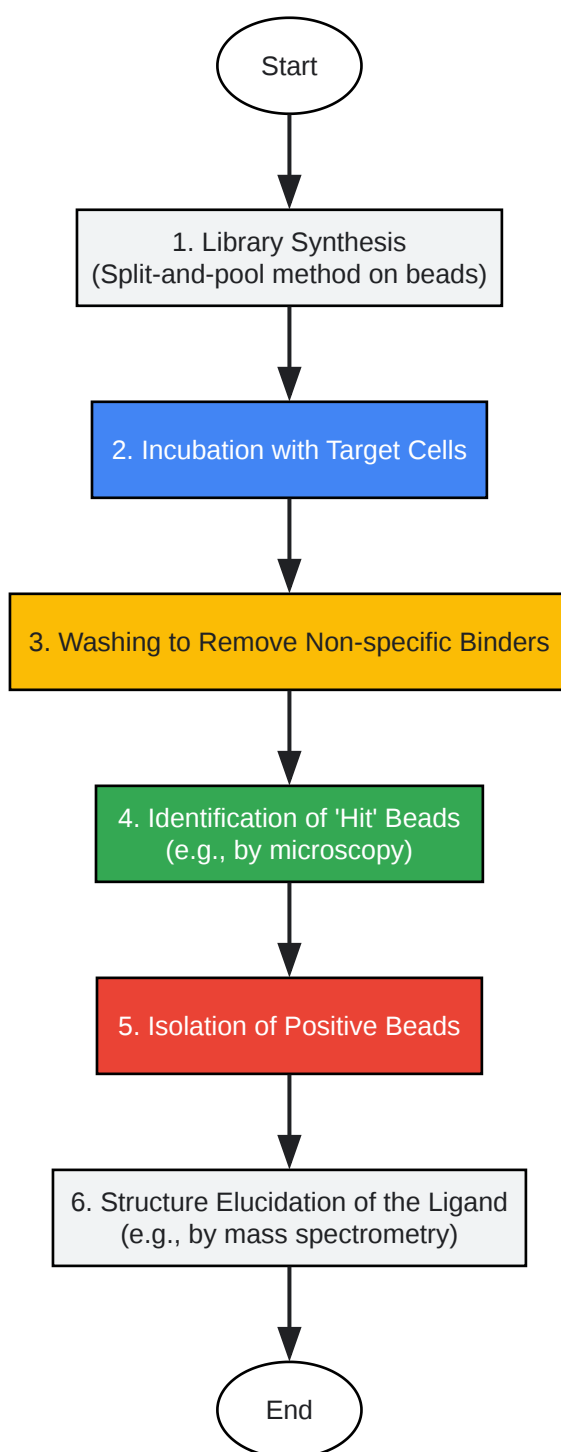 Start
1. Library Synthesis
(Split-and-pool method on beads)
2. Incubation with Target Cells
3. Washing to Remove Non-specific Binders
4. Identification of 'Hit' Beads
(e.g., by microscopy)
5. Isolation of Positive Beads
6. Structure Elucidation of the Ligand
(e.g., by mass spectrometry)
End